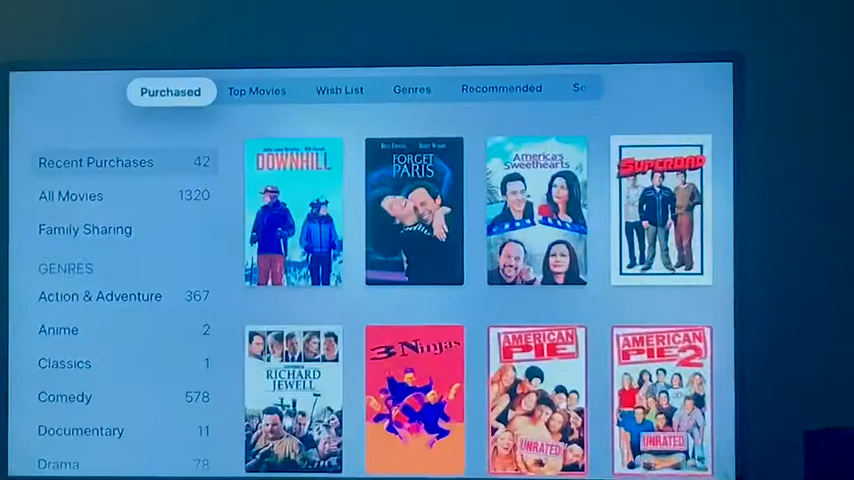 Purchased
Top Movies
Wish List
Genres
Recommended
Se
Recent Purchases 42
All Movies 1320
Family Sharing
GENRES
Action & Adventure 367
Anime 2
Classics 1
Comedy 578
Documentary 11
Drama 78
DOWNHILL
FORGET
PARIS
America's
Sweethearts
SUPERBAD
RICHARD
JEWELL
3 Ninjas
AMERICAN
PIE
UNRATED
AMERICAN
PIE 2
UNRATED